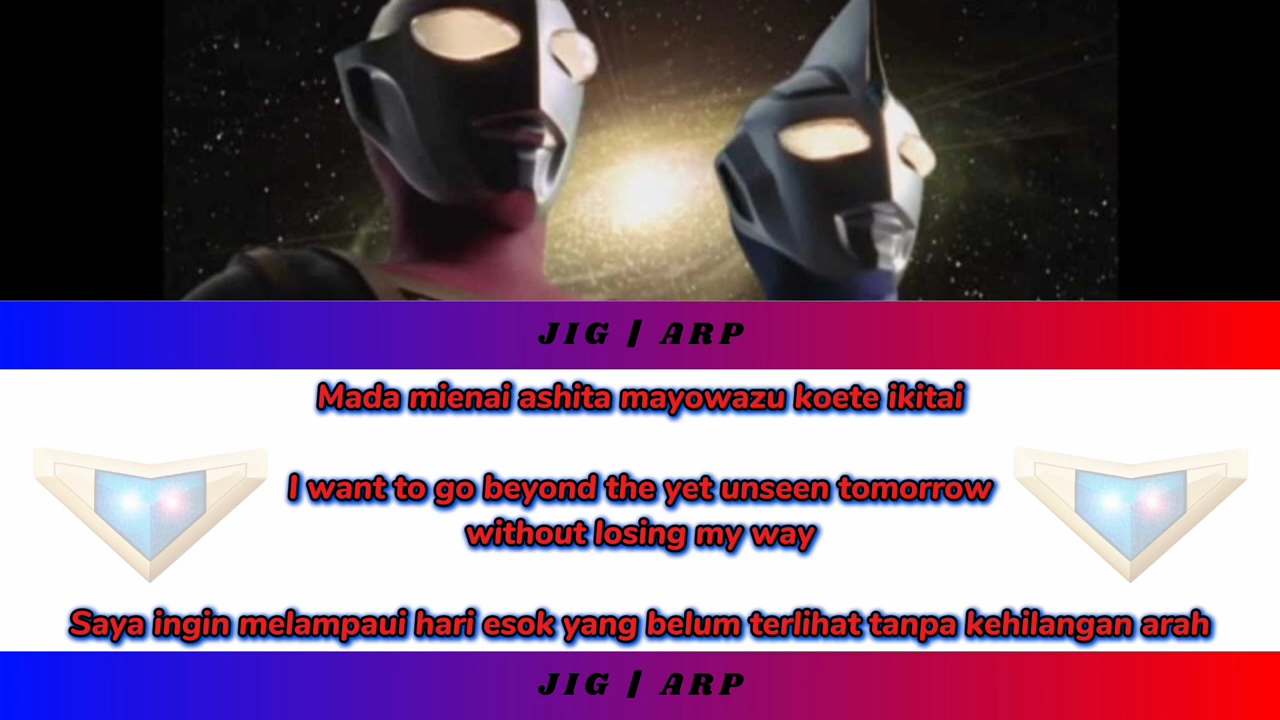 JIG | ARP
Mada mienai ashita mayowazu koete ikitai
I want to go beyond the yet unseen tomorrow
without losing my way
Saya ingin melampaui hari esok yang belum terlihat tanpa kehilangan arah
JIG | ARP